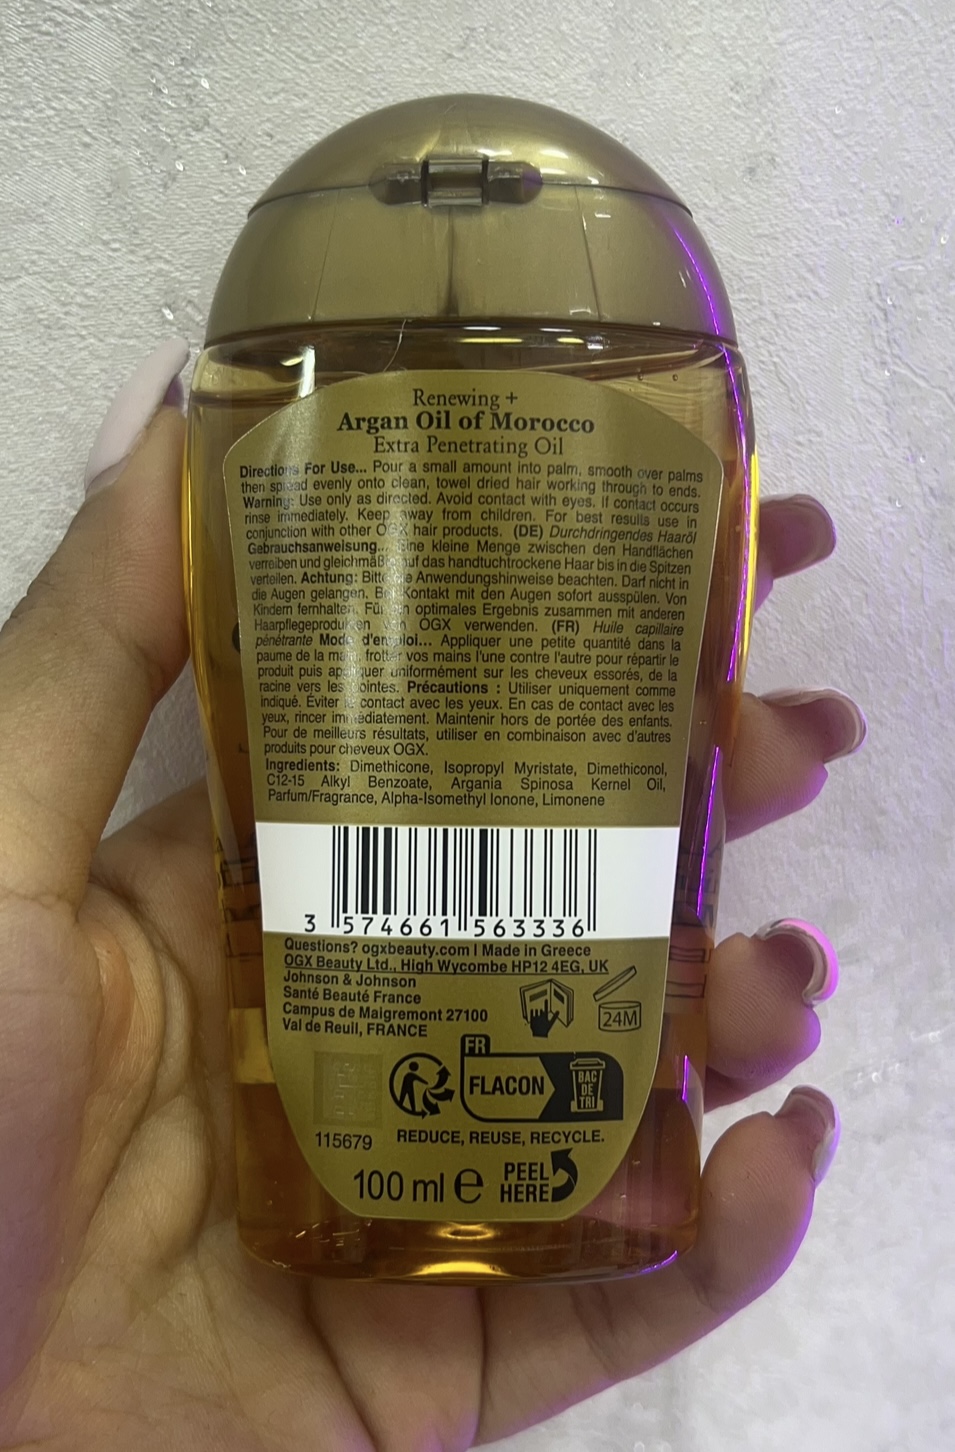 Renewing +
Argan Oil of Morocco
Extra Penetrating Oil
Directions For Use... Pour a small amount into palm, smooth over palms
then spread evenly onto clean, towel dried hair working through to ends.
Warning: Use only as directed. Avoid contact with eyes. If contact occurs
rinse immediately. Keep away from children. For best results use in
conjunction with other OGX hair products. (DE) Durchdringendes Haaröl
Gebrauchsanweisung... Eine kleine Menge zwischen den Handflächen
verreiben und gleichmäßig auf das handtuchtrockene Haar bis in die Spitzen
verteilen. Achtung: Bitte die Anwendungshinweise beachten. Darf nicht in
die Augen gelangen. Bei Kontakt mit den Augen sofort ausspülen. Von
Kindern fernhalten. Für ein optimales Ergebnis zusammen mit anderen
Haarpflegeprodukten von OGX verwenden. (FR) Huile capillaire
pénétrante Mode d'emploi... Appliquer une petite quantité dans la
paume de la main, frotter vos mains l'une contre l'autre pour répartir le
produit puis appliquer uniformément sur les cheveux essorés, de la
racine vers les pointes. Précautions : Utiliser uniquement comme
indiqué. Éviter le contact avec les yeux. En cas de contact avec les
yeux, rincer immédiatement. Maintenir hors de portée des enfants.
Pour de meilleurs résultats, utiliser en combinaison avec d'autres
produits pour cheveux OGX.
Ingredients: Dimethicone, Isopropyl Myristate, Dimethiconol,
C12-15 Alkyl Benzoate, Argania Spinosa Kernel Oil,
Parfum/Fragrance, Alpha-Isomethyl Ionone, Limonene
3 574661 563336
Questions? ogxbeauty.com | Made in Greece
OGX Beauty Ltd., High Wycombe HP12 4EG, UK
Johnson & Johnson
Santé Beauté France
Campus de Maigremont 27100
Val de Reuil, FRANCE
24M
FR
FLACON
BAC
DE
TRI
115679
REDUCE, REUSE, RECYCLE.
100 ml e
PEEL
HERE